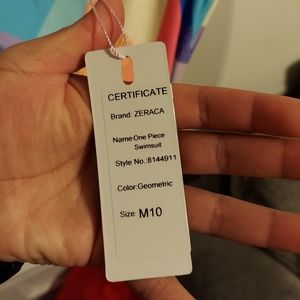 CERTIFICATE
Brand: ZERACA
Name:One Piece
Swimsuit
Style No.:8144911
Color:Geometric
Size: M10